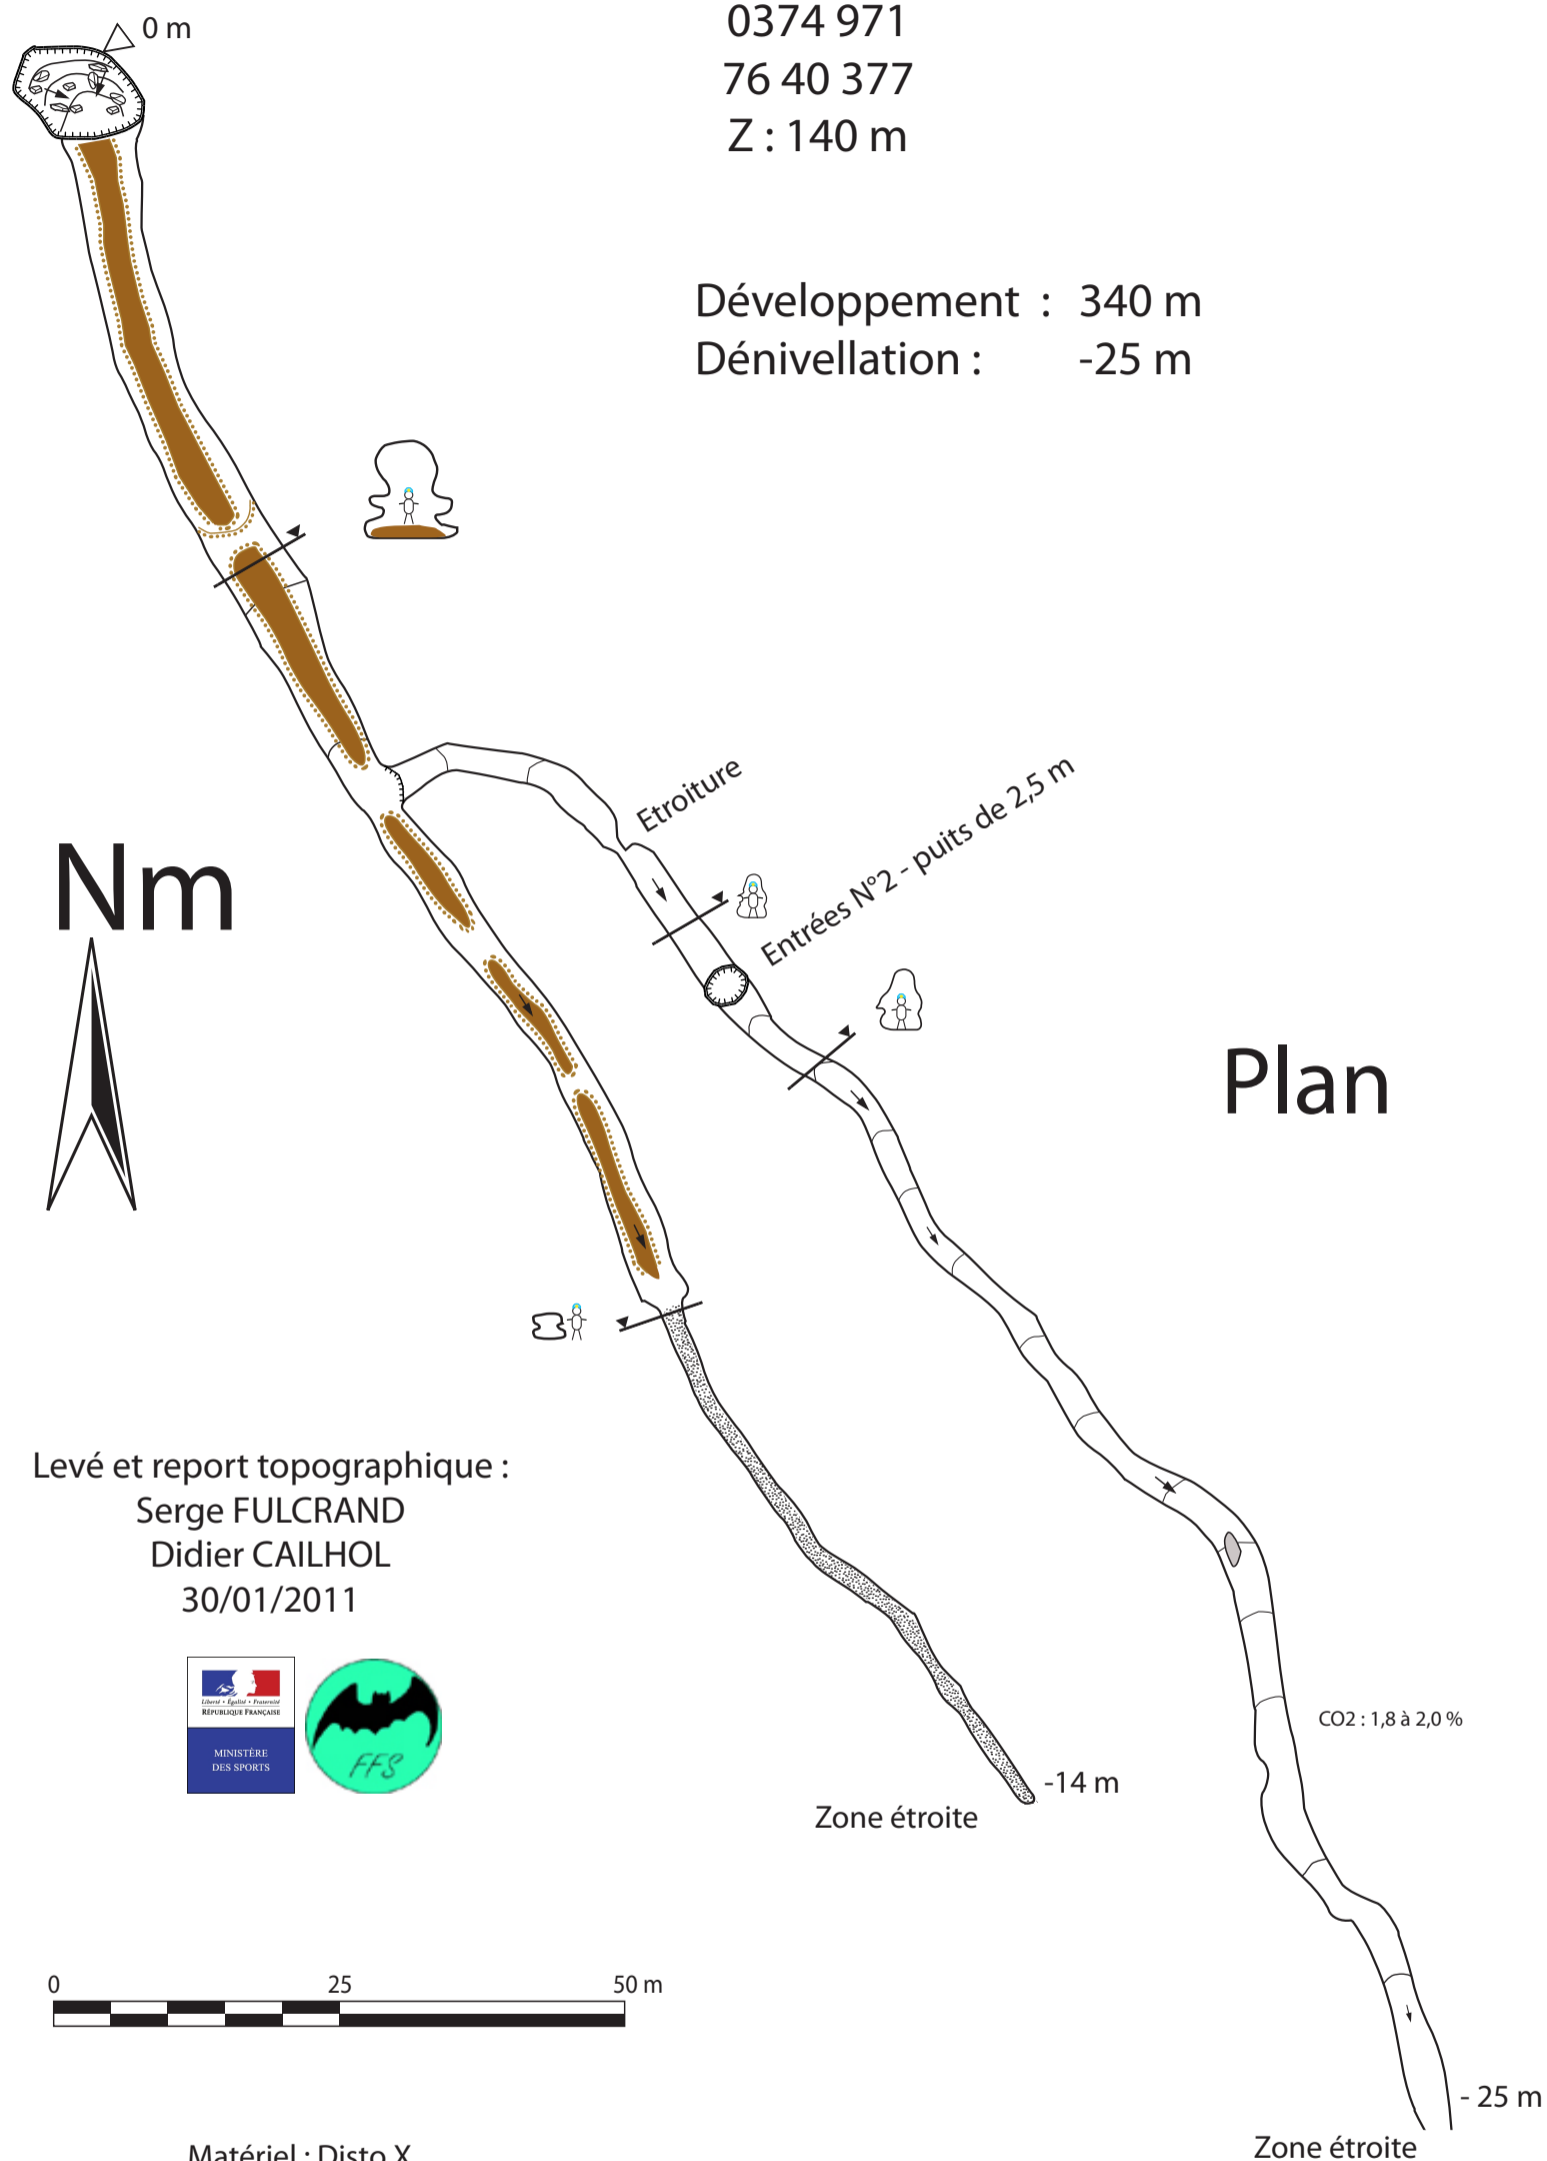 0 m
0374 971
76 40 377
Z : 140 m
Développement : 340 m
Dénivellation : -25 m
Etroiture
Entrées N°2 - puits de 2,5 m
Nm
Plan
Levé et report topographique :
Serge FULCRAND
Didier CAILHOL
30/01/2011
Liberté • Égalité • Fraternité
RÉPUBLIQUE FRANÇAISE
MINISTÈRE
DES SPORTS
FFS
CO2 : 1,8 à 2,0 %
-14 m
Zone étroite
0 25 50 m
- 25 m
Zone étroite
Matériel : Disto X